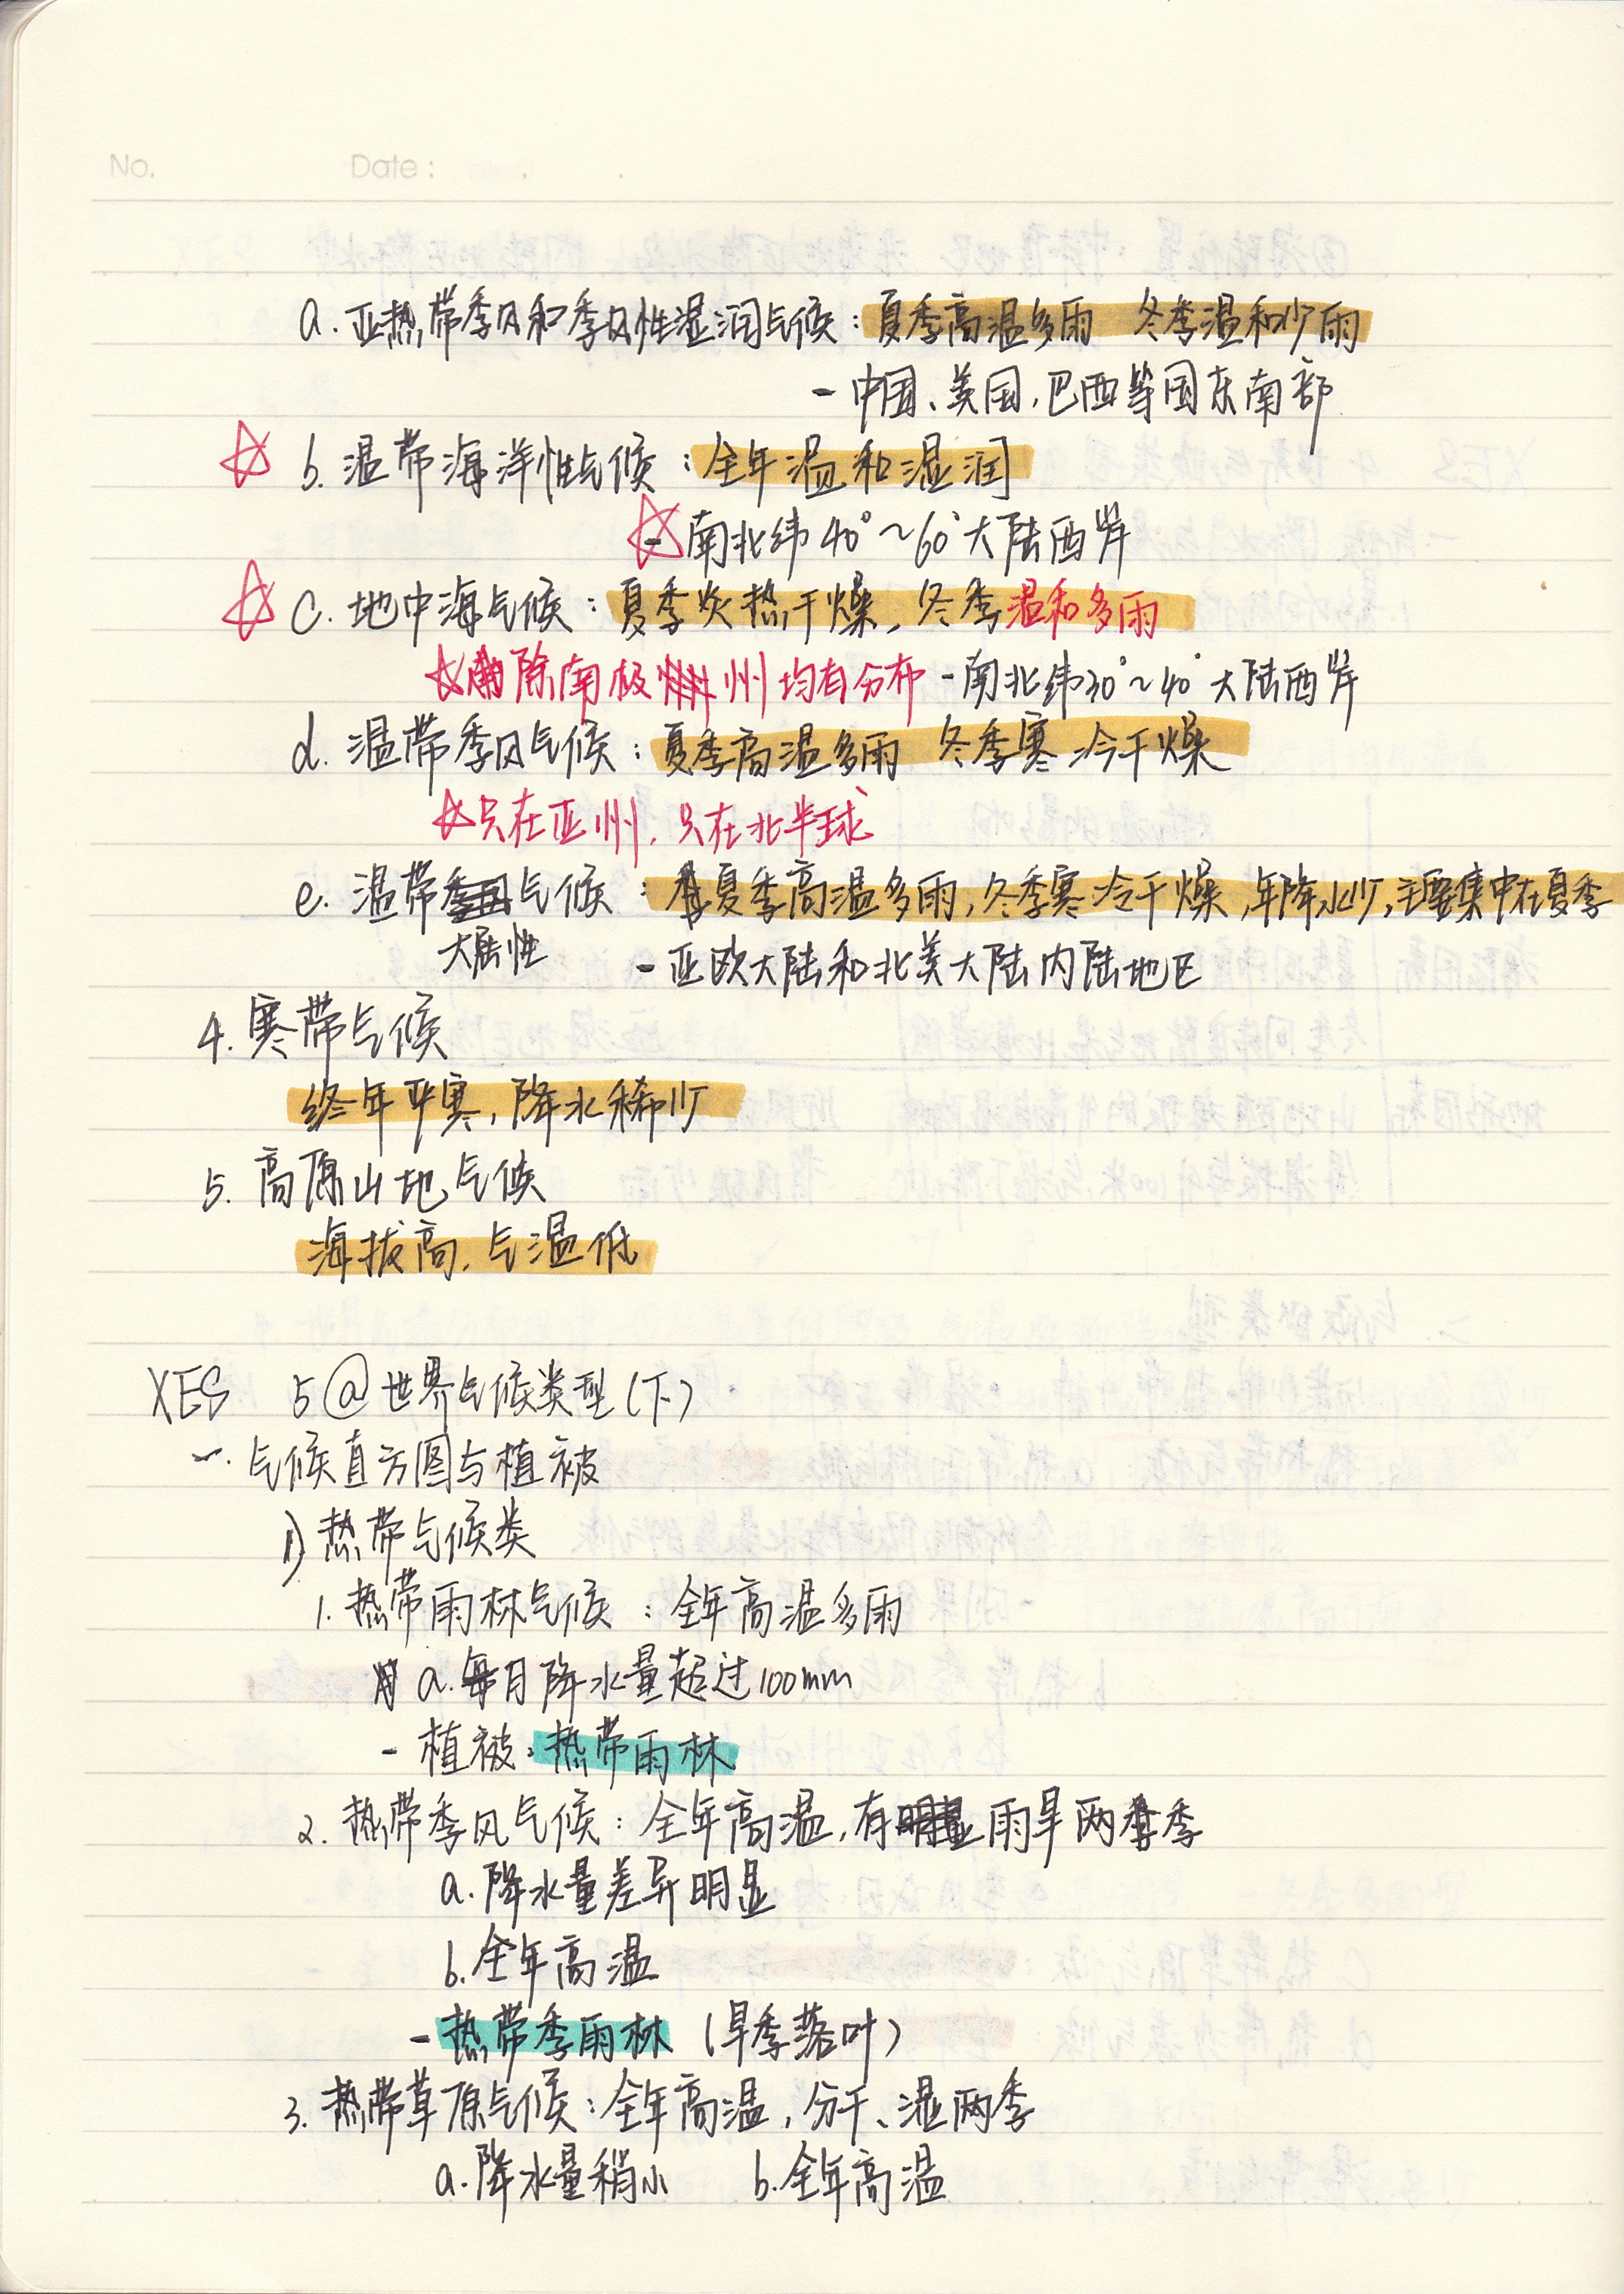 No. Date:
a. 亚热带季风和季风性湿润气候：夏季高温多雨 冬季温和少雨
- 中国、美国，巴西等国东南部
☆ b. 温带海洋性气候：全年温和湿润
☆ - 南北纬40°~60°大陆西岸
☆ c. 地中海气候：夏季炎热干燥，冬季温和多雨
☆ 除南极洲均有分布 - 南北纬30°~40°大陆西岸
d. 温带季风气候：夏季高温多雨 冬季寒冷干燥
☆ 只在亚洲，只在北半球
e. 温带季风气候：夏季高温多雨，冬季寒冷干燥，年降水少，主要集中在夏季
大陆性 - 亚欧大陆和北美大陆内陆地区
4. 寒带气候
终年严寒，降水稀少
5. 高原山地气候
海拔高，气温低
XES 5@世界气候类型（下）
一. 气候直方图与植被
1) 热带气候类
1. 热带雨林气候：全年高温多雨
a. 每月降水量超过100mm
- 植被：热带雨林
2. 热带季风气候：全年高温，有明显雨旱两季
a. 降水量差异明显
b. 全年高温
- 热带季雨林（旱季落叶）
3. 热带草原气候：全年高温，分干、湿两季
a. 降水量稍小 b. 全年高温